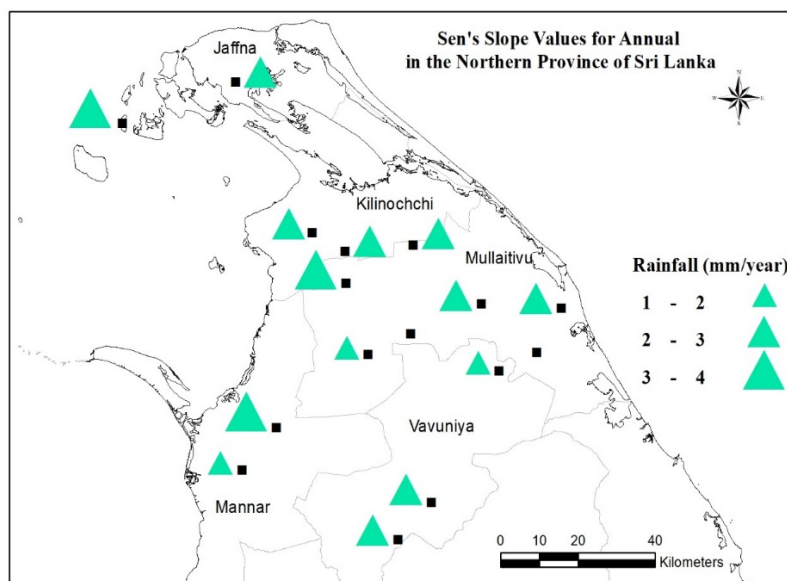 Sen's Slope Values for Annual
in the Northern Province of Sri Lanka
Jaffna
N
W E
S
Kilinochchi
Mullaitivu
Rainfall (mm/year)
1 - 2
2 - 3
3 - 4
Vavuniya
Mannar
0 10 20 40
Kilometers